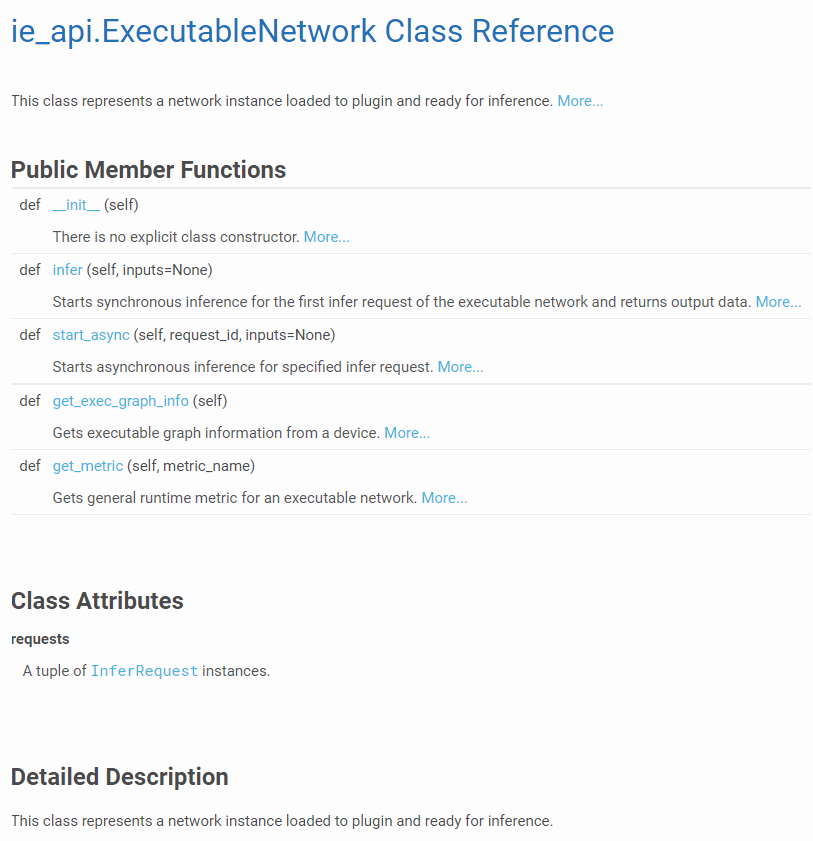 ie_api.ExecutableNetwork Class Reference
This class represents a network instance loaded to plugin and ready for inference. More...
Public Member Functions
def __init__ (self)
There is no explicit class constructor. More...
def infer (self, inputs=None)
Starts synchronous inference for the first infer request of the executable network and returns output data. More...
def start_async (self, request_id, inputs=None)
Starts asynchronous inference for specified infer request. More...
def get_exec_graph_info (self)
Gets executable graph information from a device. More...
def get_metric (self, metric_name)
Gets general runtime metric for an executable network. More...
Class Attributes
requests
A tuple of InferRequest instances.
Detailed Description
This class represents a network instance loaded to plugin and ready for inference.